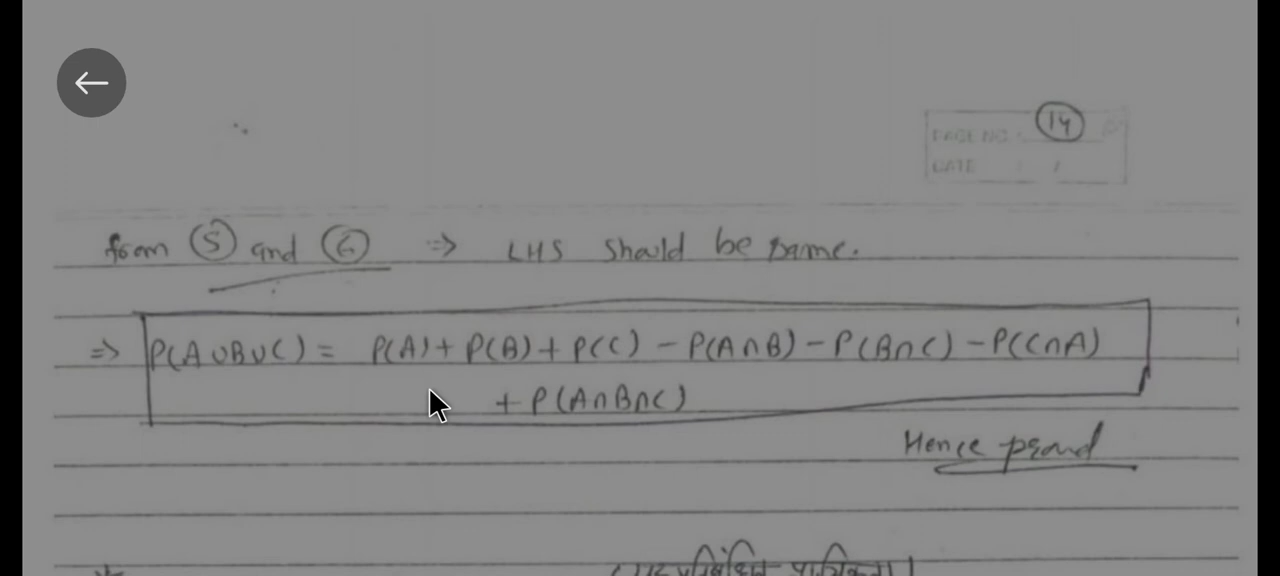 14
PAGE NO.
DATE
from 5 and 6 ⇒ LHS should be same.
⇒ P(A∪B∪C) = P(A) + P(B) + P(C) - P(A∩B) - P(B∩C) - P(C∩A)
+ P(A∩B∩C)
Hence proved